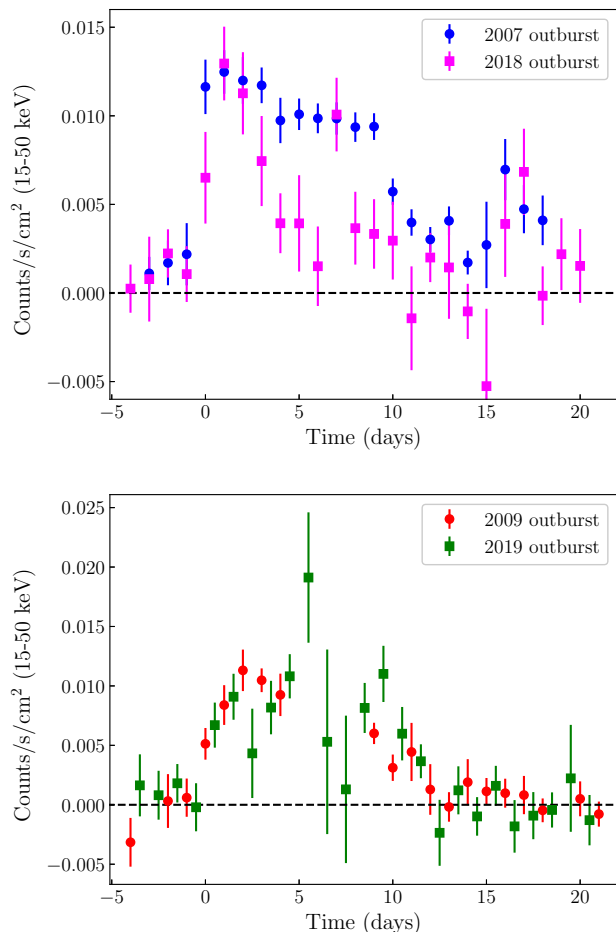 2007 outburst
2018 outburst
0.015
0.010
0.005
0.000
−0.005
Counts/s/cm² (15-50 keV)
−5 0 5 10 15 20
Time (days)
2009 outburst
2019 outburst
0.025
0.020
0.015
0.010
0.005
0.000
−0.005
Counts/s/cm² (15-50 keV)
−5 0 5 10 15 20
Time (days)